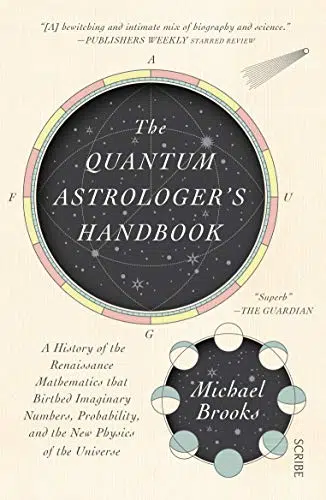 “[A] bewitching and intimate mix of biography and science.”
—PUBLISHERS WEEKLY STARRED REVIEW
A
The
QUANTUM
ASTROLOGER'S
HANDBOOK
F
U
G
“Superb”
—THE GUARDIAN
A History of the
Renaissance
Mathematics that
Birthed Imaginary
Numbers, Probability,
and the New Physics
of the Universe
Michael
Brooks
SCRIBE